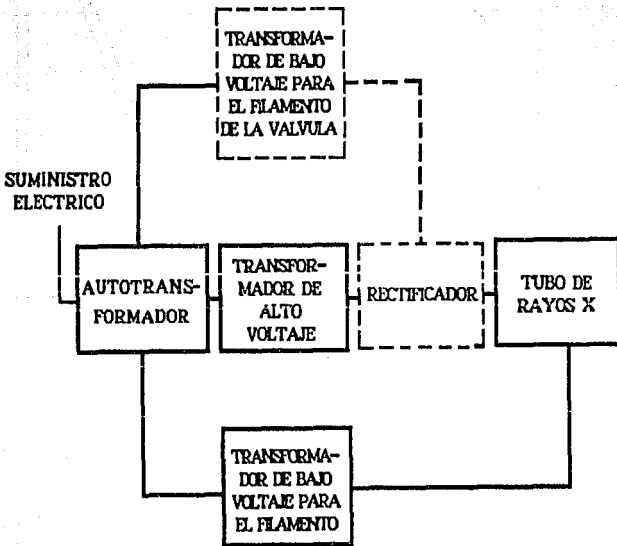 TRANSFORMA-
DOR DE BAJO
VOLTAJE PARA
EL FILAMENTO
DE LA VALVULA
SUMINISTRO
ELECTRICO
AUTOTRANS-
FORMADOR
TRANSFOR-
MADOR DE
ALTO
VOLTAJE
RECTIFICADOR
TUBO DE
RAYOS X
TRANSFORMA-
DOR DE BAJO
VOLTAJE PARA
EL FILAMENTO